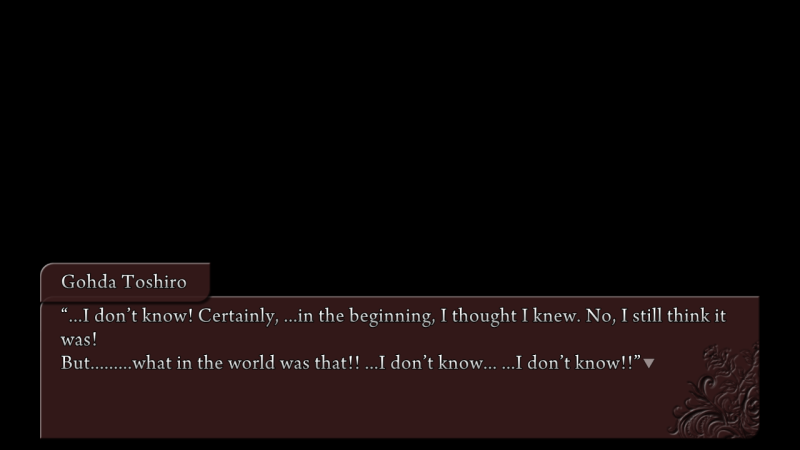 Gohda Toshiro
“...I don’t know! Certainly, ...in the beginning, I thought I knew. No, I still think it
was!
But.........what in the world was that!! ...I don’t know... ...I don’t know!!”